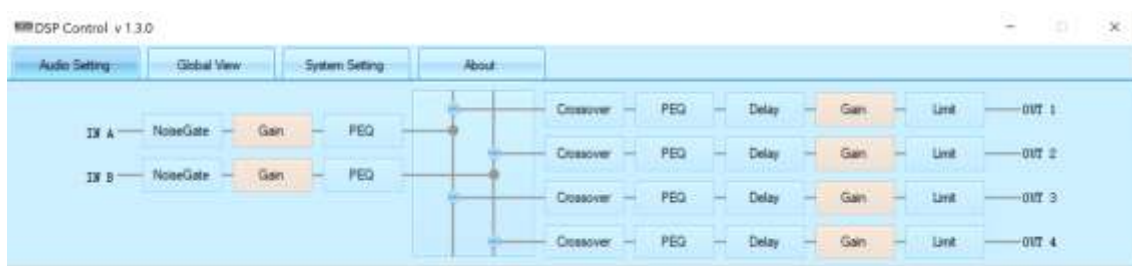 DSP Control v 1.3.0
Audio Setting Global View System Setting About
Crossover PEQ Delay Gain Limit OUT 1
IN A NoiseGate Gain PEQ
Crossover PEQ Delay Gain Limit OUT 2
IN B NoiseGate Gain PEQ
Crossover PEQ Delay Gain Limit OUT 3
Crossover PEQ Delay Gain Limit OUT 4